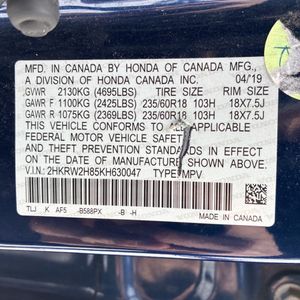 MFD. IN CANADA BY HONDA OF CANADA MFG.,
A DIVISION OF HONDA CANADA INC. 04/19
GVWR 2130KG (4695LBS) TIRE SIZE RIM SIZE
GAWR F 1100KG (2425LBS) 235/60R18 103H 18X7.5J
GAWR R 1075KG (2369LBS) 235/60R18 103H 18X7.5J
THIS VEHICLE CONFORMS TO ALL APPLICABLE
FEDERAL MOTOR VEHICLE SAFETY
AND THEFT PREVENTION STANDARDS IN EFFECT ON
THE DATE OF MANUFACTURE SHOWN ABOVE.
V.I.N: 2HKRW2H85KH630047 TYPE: MPV
TLJ K AF5 -B588PX -B -H